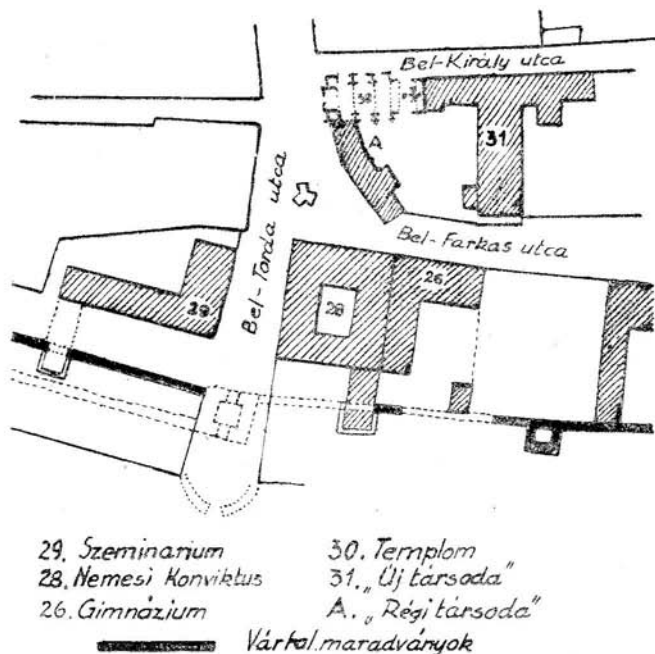 Bel-Király utca
30
31
A
Bel-Torda utca
Bel-Farkas utca
26
28
29
29. Szeminarium
28. Nemesi Konviktus
26. Gimnázium
30. Templom
31. „Új társoda”
A. „Régi társoda”
Várfal maradványok